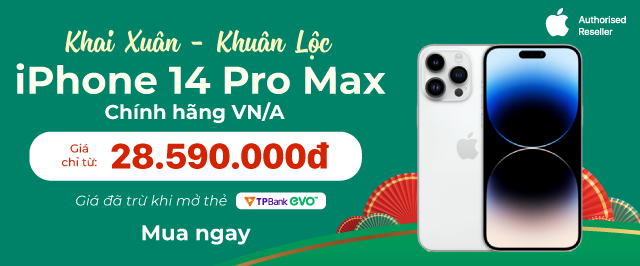 Khai Xuân - Khuân Lộc
iPhone 14 Pro Max
Chính hãng VN/A
Giá
chỉ từ:
28.590.000đ
Giá đã trừ khi mở thẻ
TPBank EVO™
Mua ngay
Authorised
Reseller